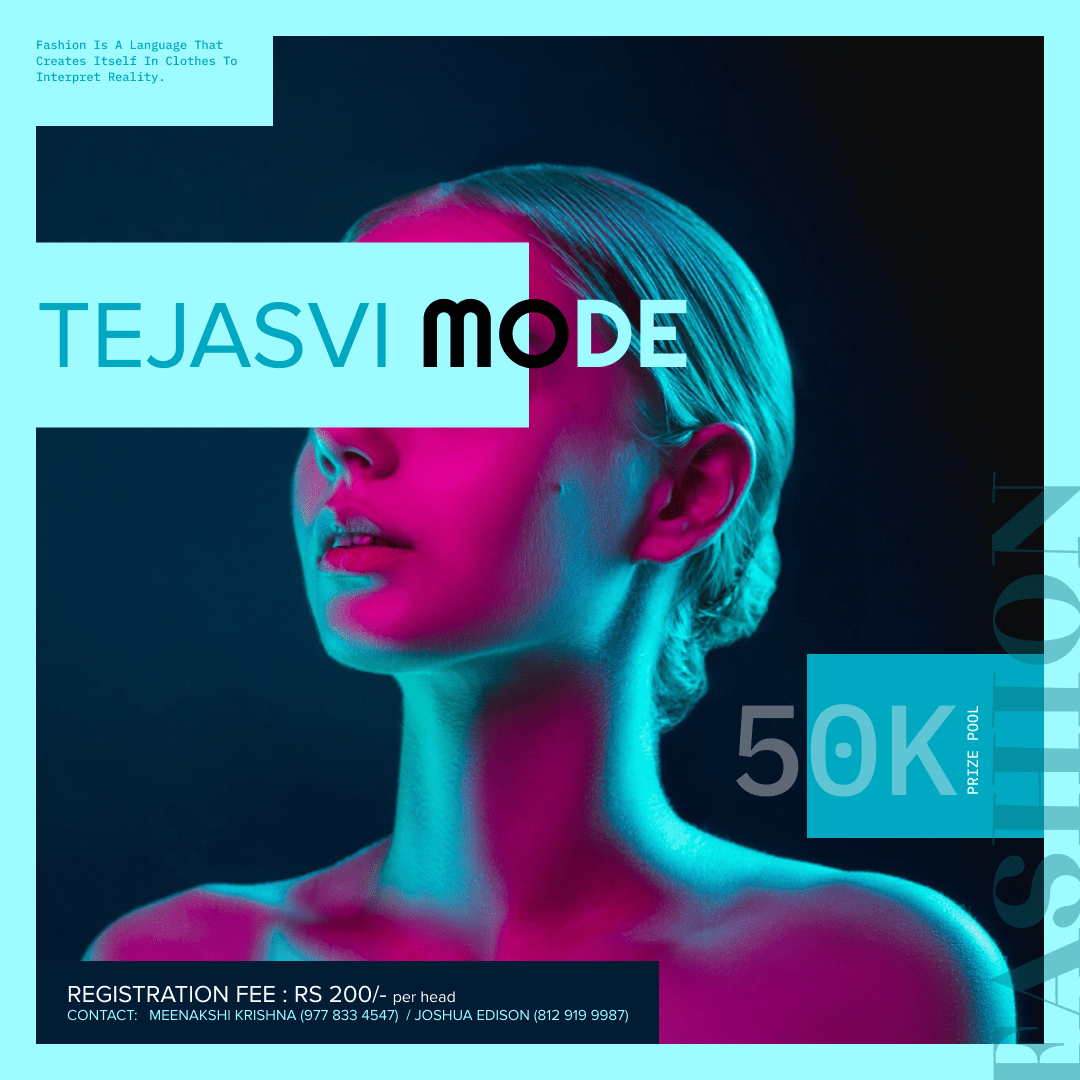 Fashion Is A Language That
Creates Itself In Clothes To
Interpret Reality.
TEJASVI MODE
50K
PRIZE POOL
FASHION
REGISTRATION FEE : RS 200/- per head
CONTACT: MEENAKSHI KRISHNA (977 833 4547) / JOSHUA EDISON (812 919 9987)